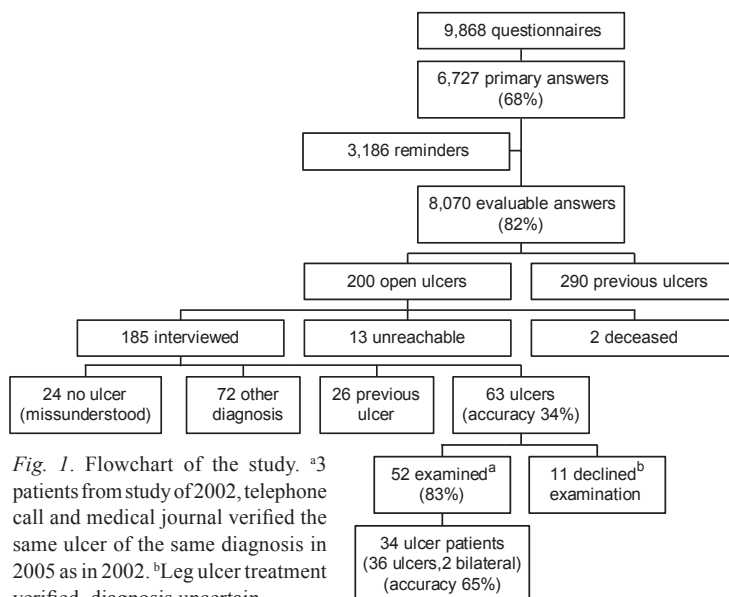 9,868 questionnaires
6,727 primary answers
(68%)
3,186 reminders
8,070 evaluable answers
(82%)
200 open ulcers
290 previous ulcers
185 interviewed
13 unreachable
2 deceased
24 no ulcer
(missunderstood)
72 other
diagnosis
26 previous
ulcer
63 ulcers
(accuracy 34%)
52 examinedᵃ
(83%)
11 declinedᵇ
examination
34 ulcer patients
(36 ulcers,2 bilateral)
(accuracy 65%)
Fig. 1. Flowchart of the study. ᵃ3
patients from study of 2002, telephone
call and medical journal verified the
same ulcer of the same diagnosis in
2005 as in 2002. ᵇLeg ulcer treatment
verified, diagnosis uncertain